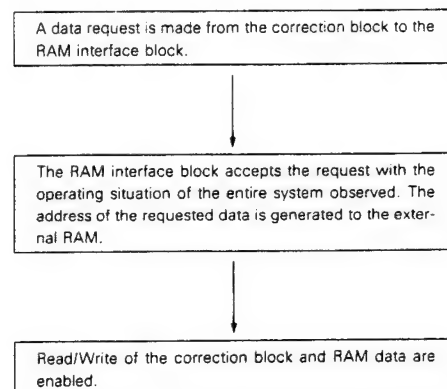 A data request is made from the correction block to the
RAM interface block.
The RAM interface block accepts the request with the
operating situation of the entire system observed. The
address of the requested data is generated to the exter-
nal RAM.
Read/Write of the correction block and RAM data are
enabled.